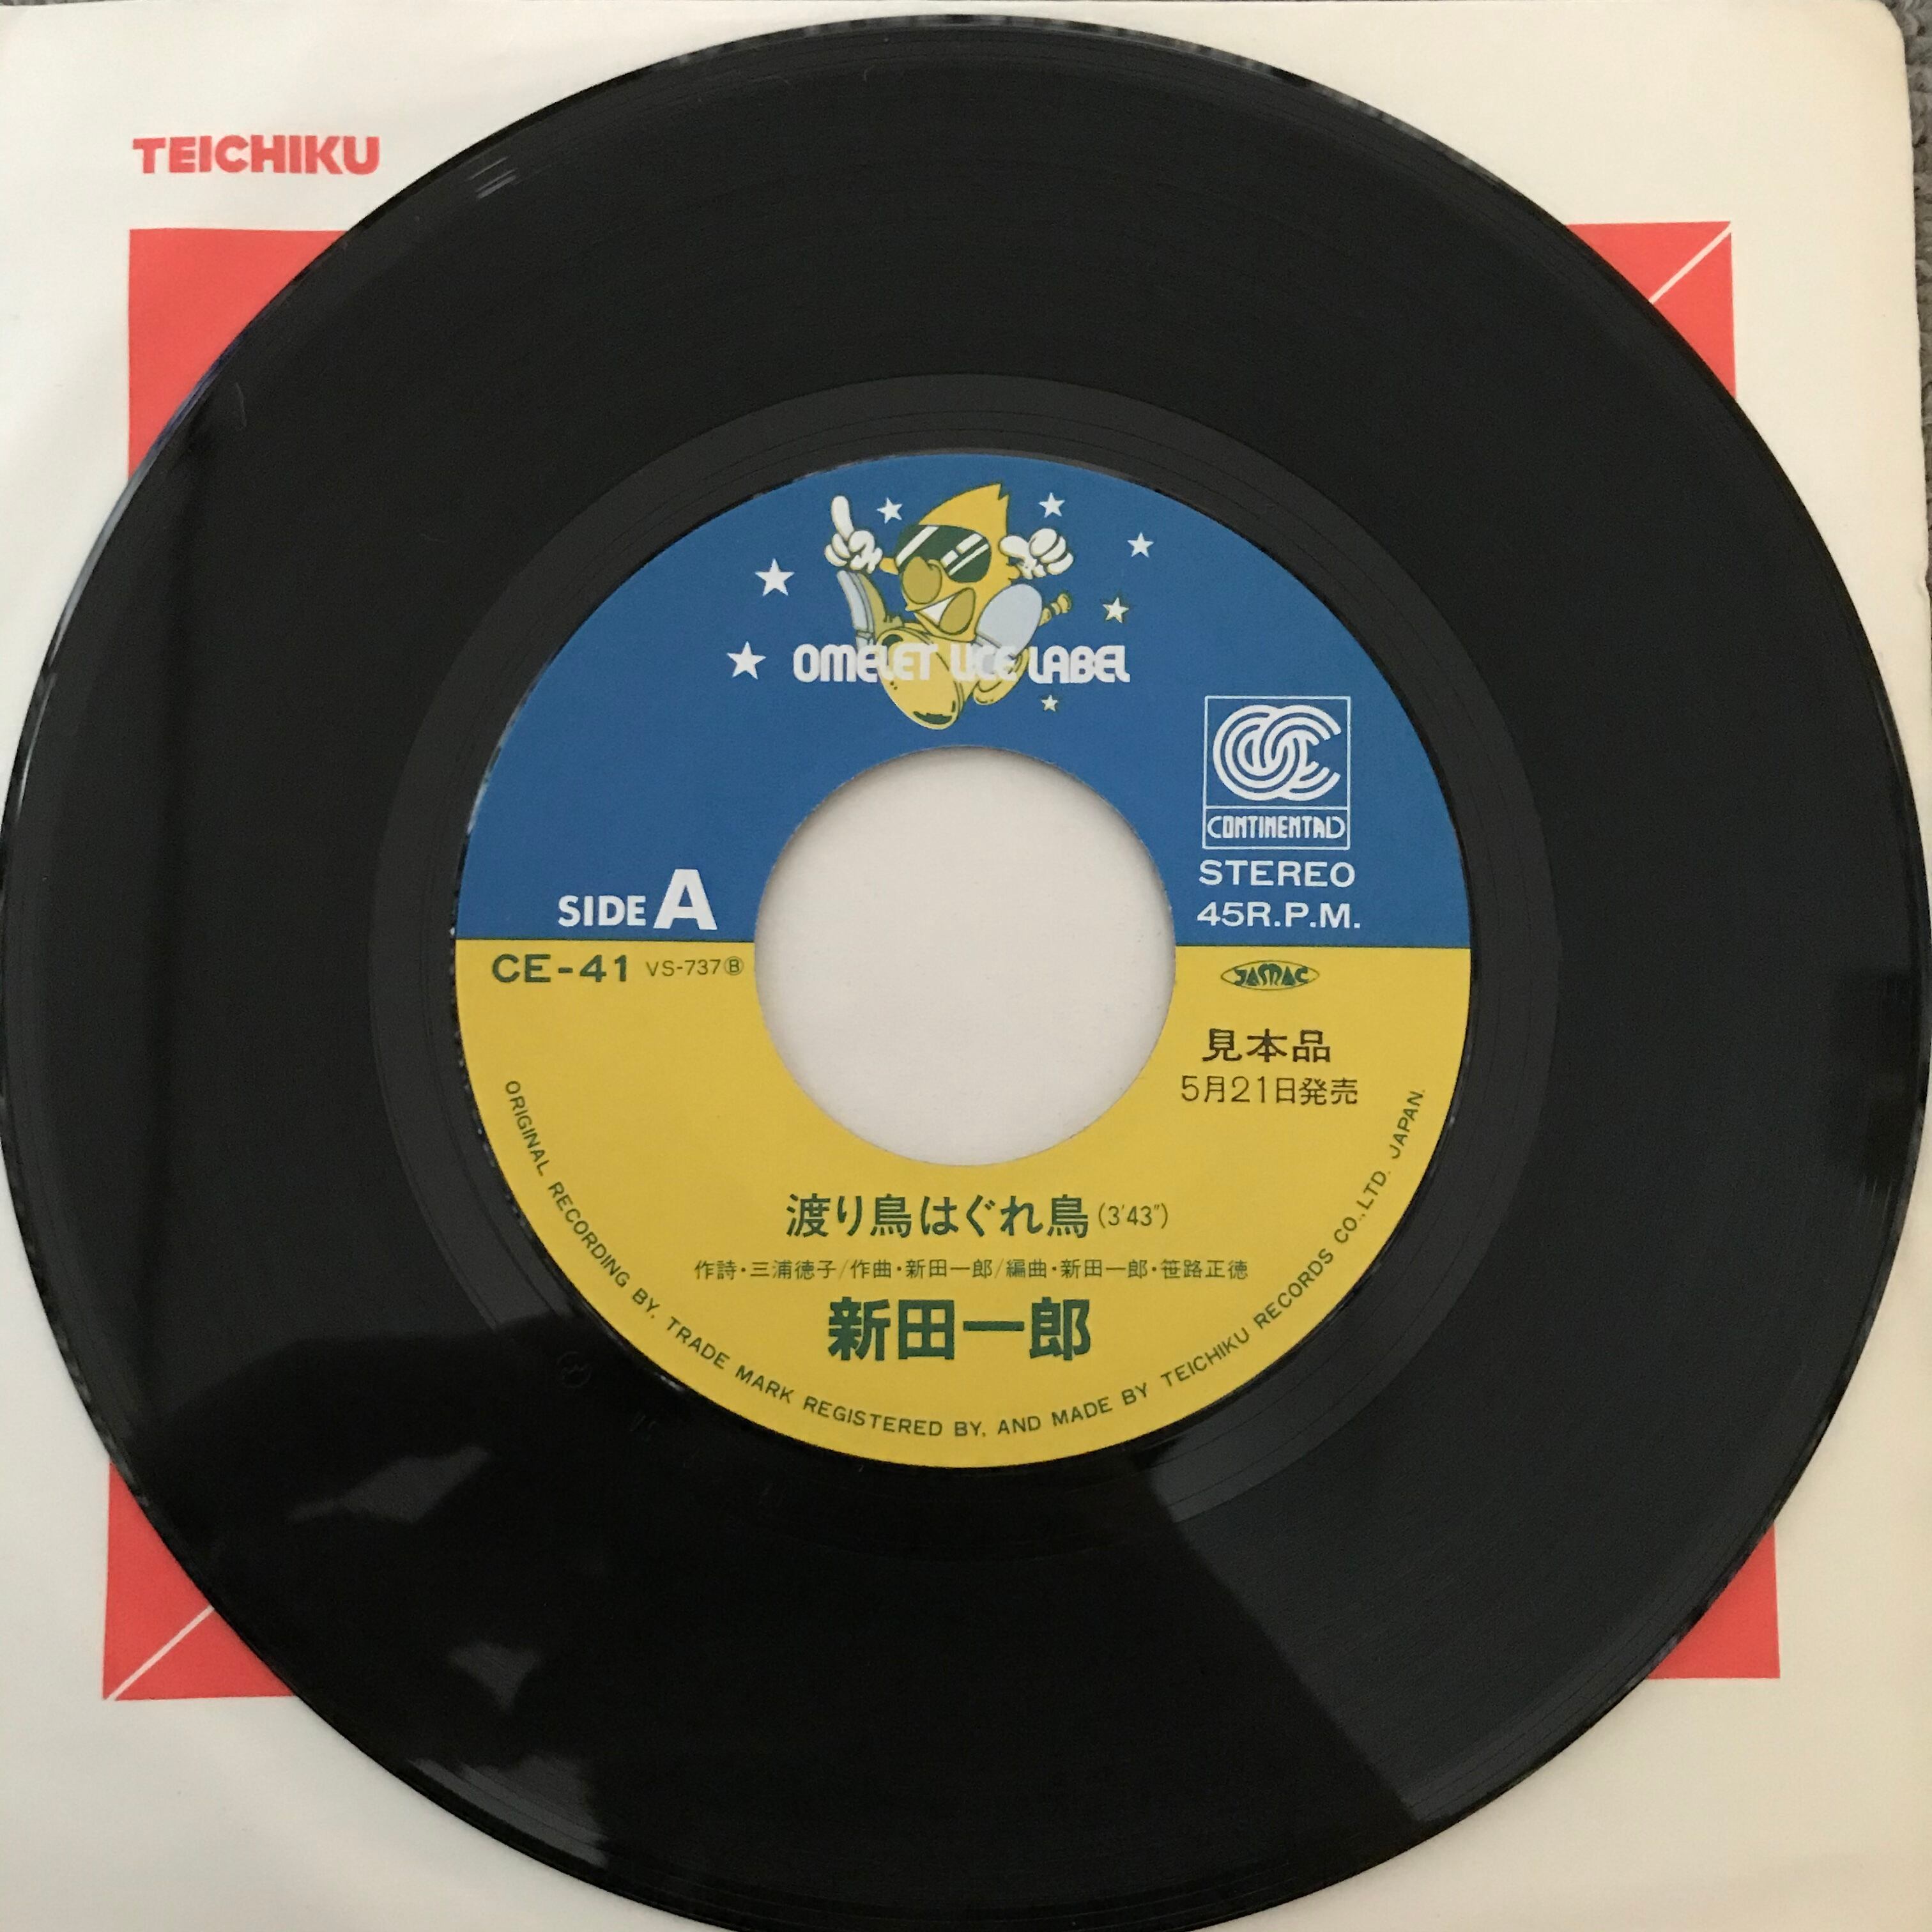 TEICHIKU
OMELET LICE LABEL
CONTINENTAL
STEREO
45R.P.M.
SIDE A
CE-41 VS-737Ⓑ
JASMAC
見本品
5月21日発売
渡り鳥はぐれ鳥(3'43")
作詩・三浦徳子/作曲・新田一郎/編曲・新田一郎・笹路正徳
新田一郎
ORIGINAL RECORDING BY, TRADE MARK REGISTERED BY, AND MADE BY TEICHIKU RECORDS CO., LTD. JAPAN.